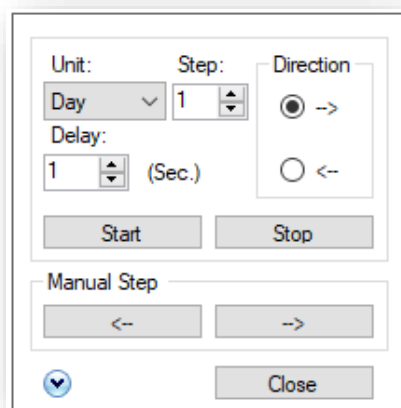 Unit: Step: Direction
Day 1 -->
Delay:
1 (Sec.) <--
Start Stop
Manual Step
<-- -->
Close